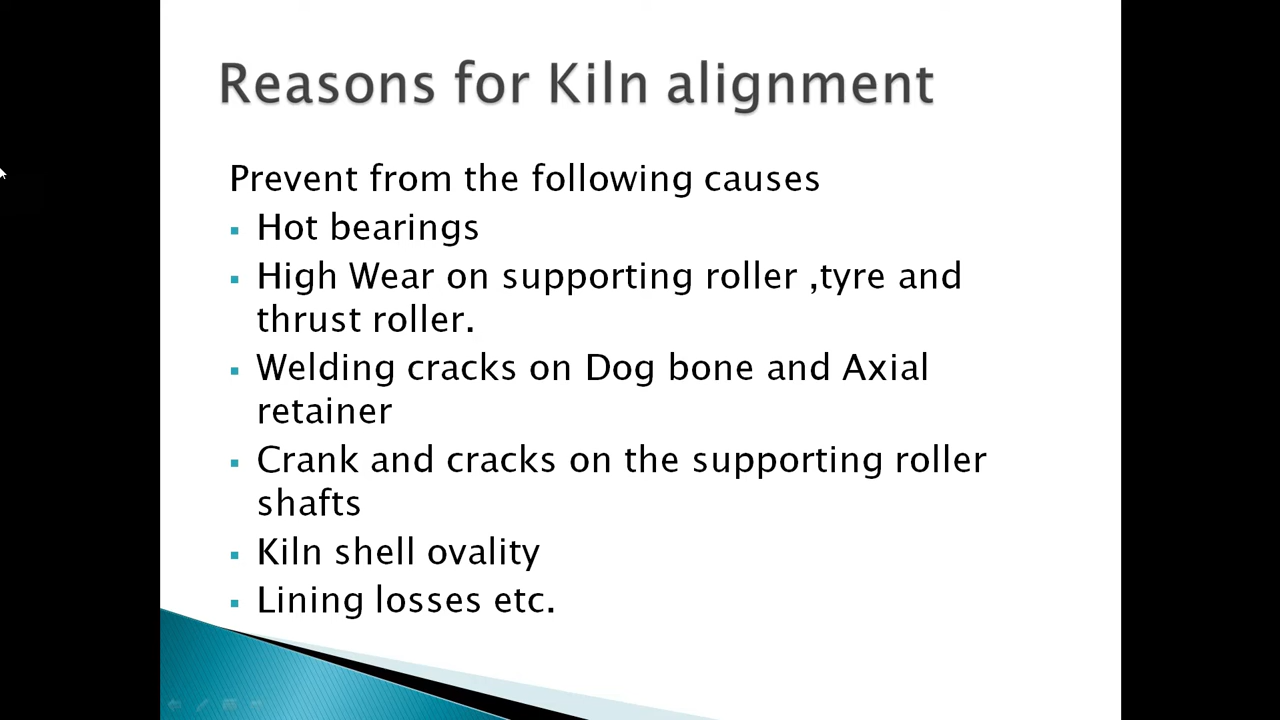 Reasons for Kiln alignment
Prevent from the following causes
▪ Hot bearings
▪ High Wear on supporting roller ,tyre and
thrust roller.
▪ Welding cracks on Dog bone and Axial
retainer
▪ Crank and cracks on the supporting roller
shafts
▪ Kiln shell ovality
▪ Lining losses etc.